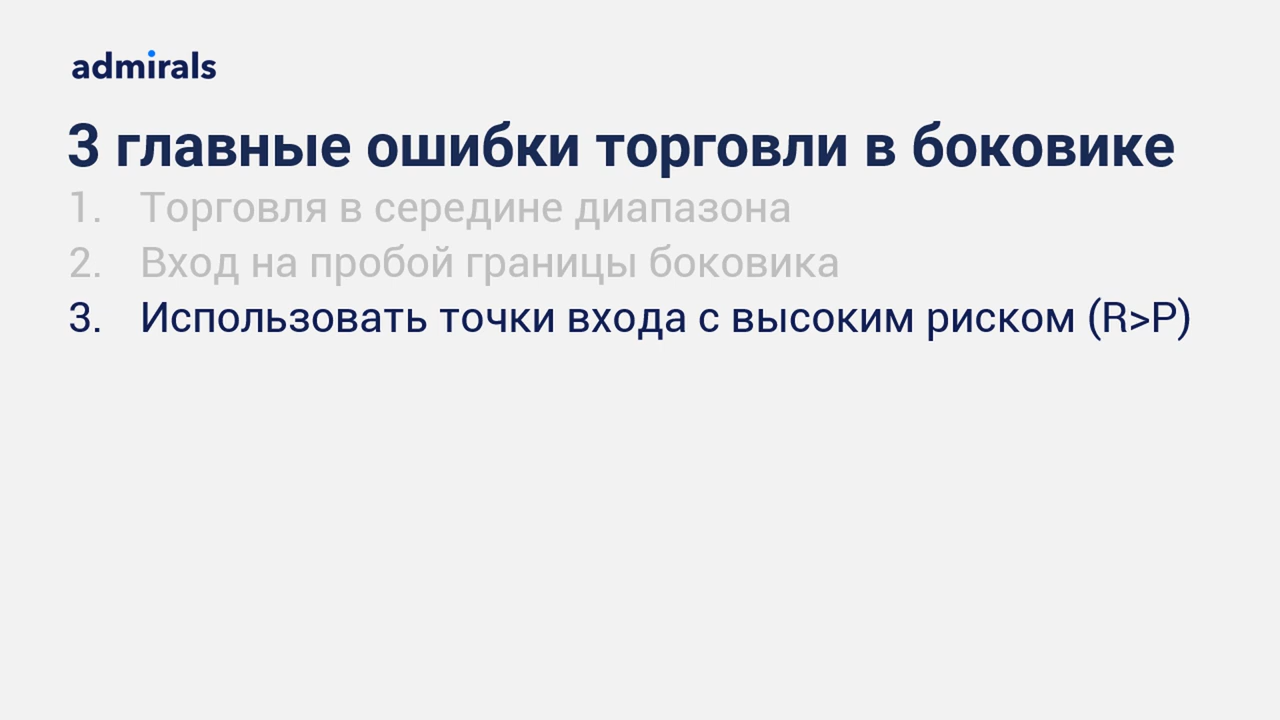 admirals
3 главные ошибки торговли в боковике
1. Торговля в середине диапазона
2. Вход на пробой границы боковика
3. Использовать точки входа с высоким риском (R>P)